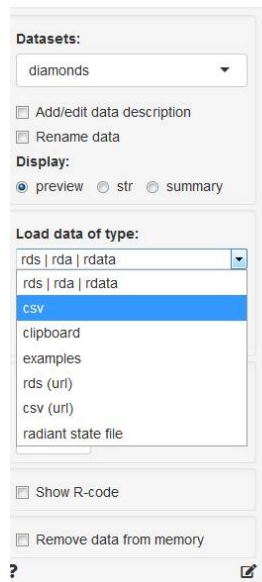 Datasets:
diamonds
Add/edit data description
Rename data
Display:
preview str summary
Load data of type:
rds | rda | rdata
rds | rda | rdata
csv
clipboard
examples
rds (url)
csv (url)
radiant state file
Show R-code
Remove data from memory
?